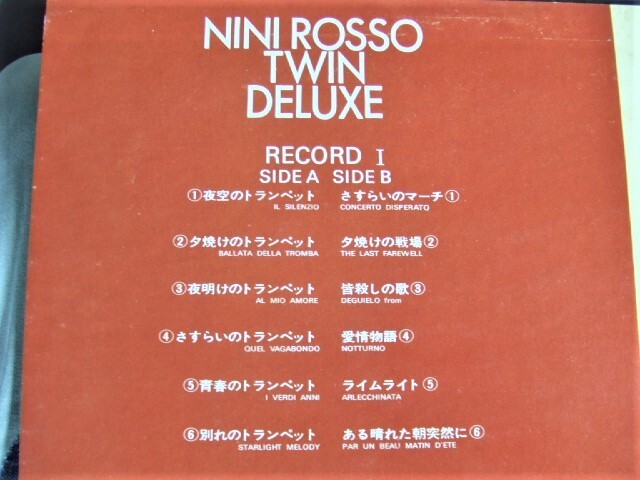 NINI ROSSO
TWIN
DELUXE
RECORD I
SIDE A SIDE B
①夜空のトランペット さすらいのマーチ①
IL SILENZIO CONCERTO DISPERATO
②夕焼けのトランペット 夕焼けの戦場②
BALLATA DELLA TROMBA THE LAST FAREWELL
③夜明けのトランペット 皆殺しの歌③
AL MIO AMORE DEGUIELO from
④さすらいのトランペット 愛情物語④
QUEL VAGABONDO NOTTURNO
⑤青春のトランペット ライムライト⑤
I VERDI ANNI ARLECCHINATA
⑥別れのトランペット ある晴れた朝突然に⑥
STARLIGHT MELODY PAR UN BEAU MATIN D'ETE